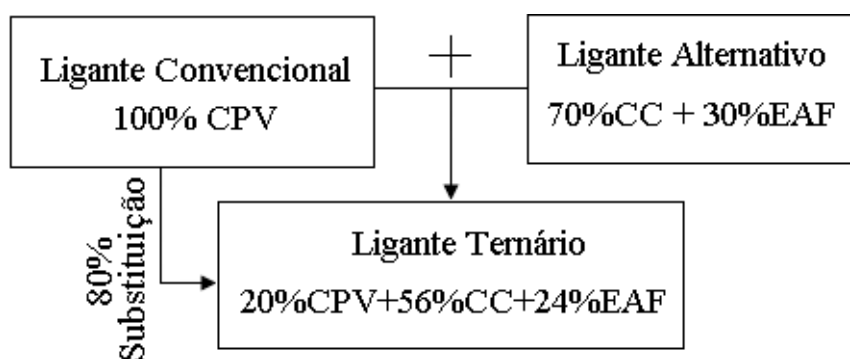 Ligante Convencional
100% CPV
+
Ligante Alternativo
70%CC + 30%EAF
80%
Substituição
Ligante Ternário
20%CPV+56%CC+24%EAF